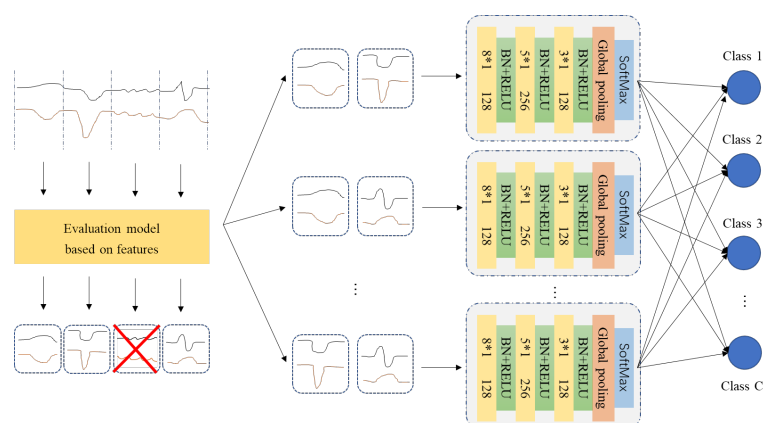 Evaluation model
based on features
8*1 128
BN+RELU
5*1 256
BN+RELU
3*1 128
BN+RELU
Global pooling
SoftMax
8*1 128
BN+RELU
5*1 256
BN+RELU
3*1 128
BN+RELU
Global pooling
SoftMax
8*1 128
BN+RELU
5*1 256
BN+RELU
3*1 128
BN+RELU
Global pooling
SoftMax
...
...
Class 1
Class 2
Class 3
...
Class C